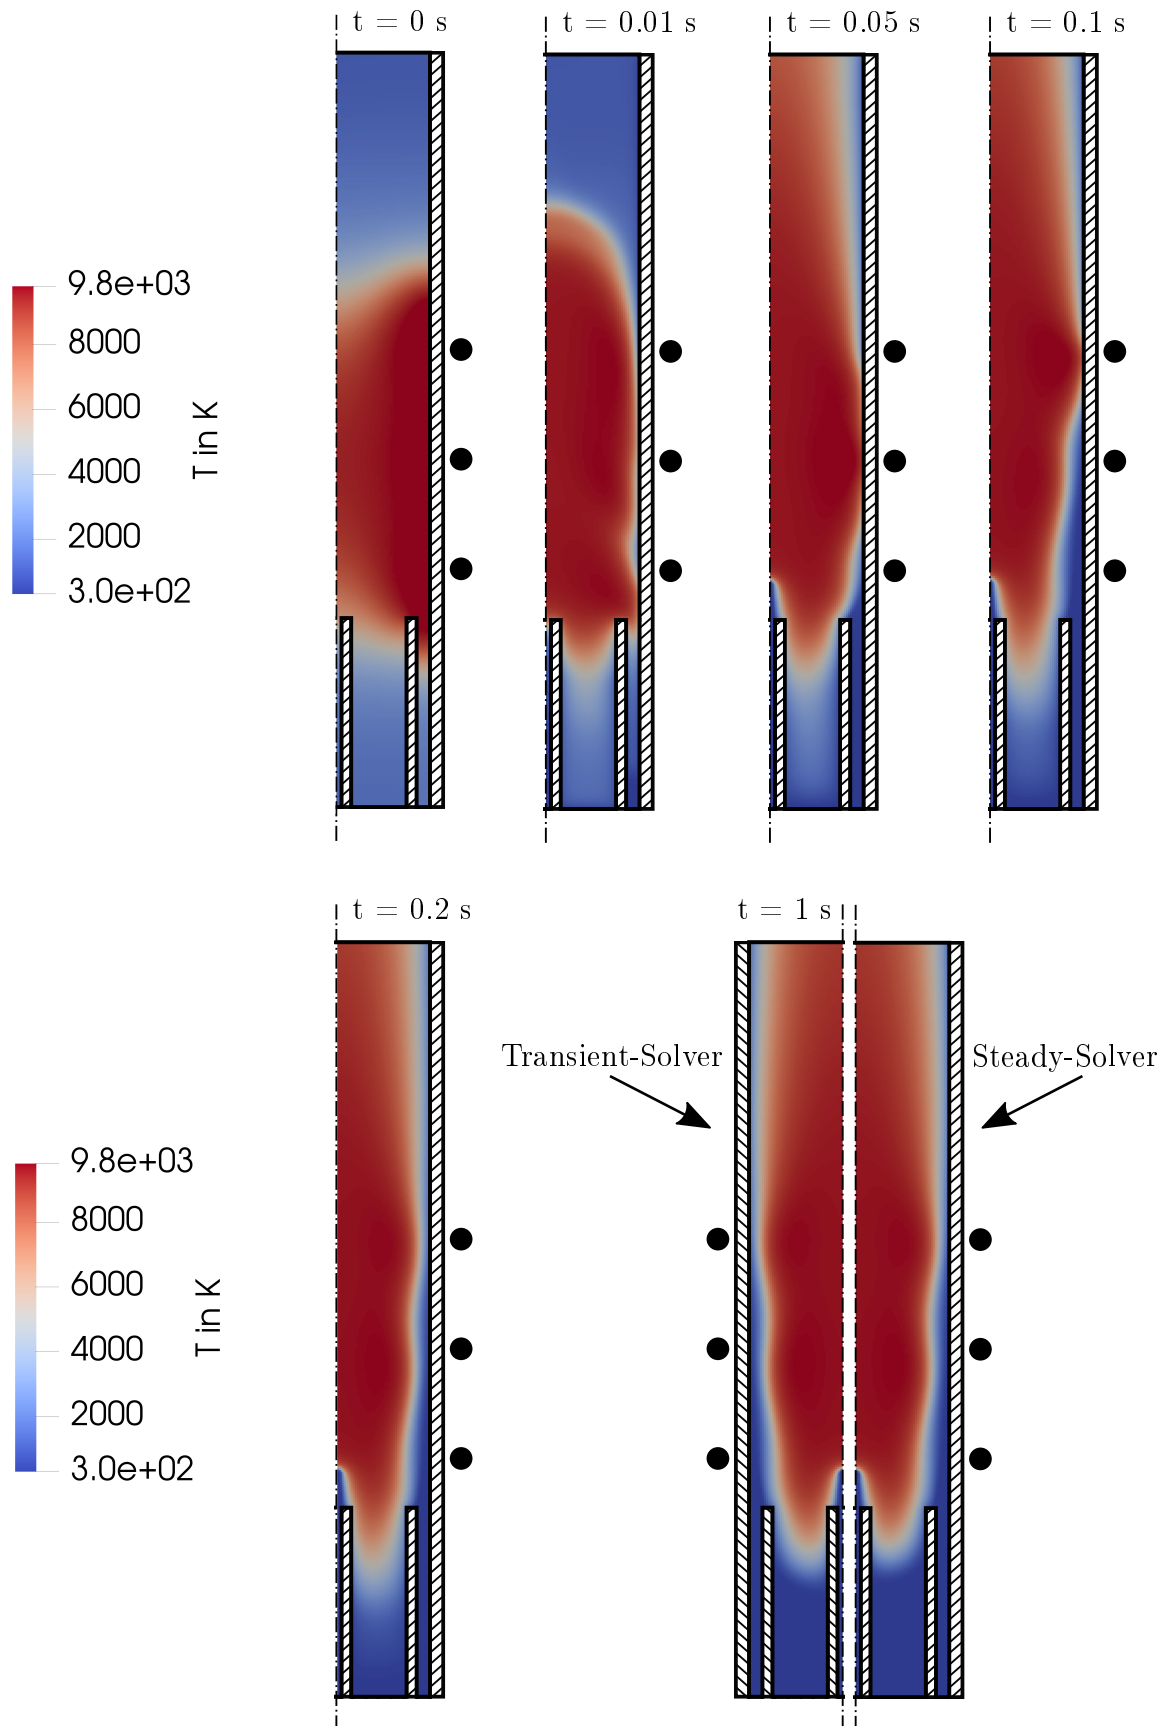 t = 0 s
t = 0.01 s
t = 0.05 s
t = 0.1 s
9.8e+03
8000
6000
4000
2000
3.0e+02
T in K
t = 0.2 s
t = 1 s
Transient-Solver
Steady-Solver
9.8e+03
8000
6000
4000
2000
3.0e+02
T in K